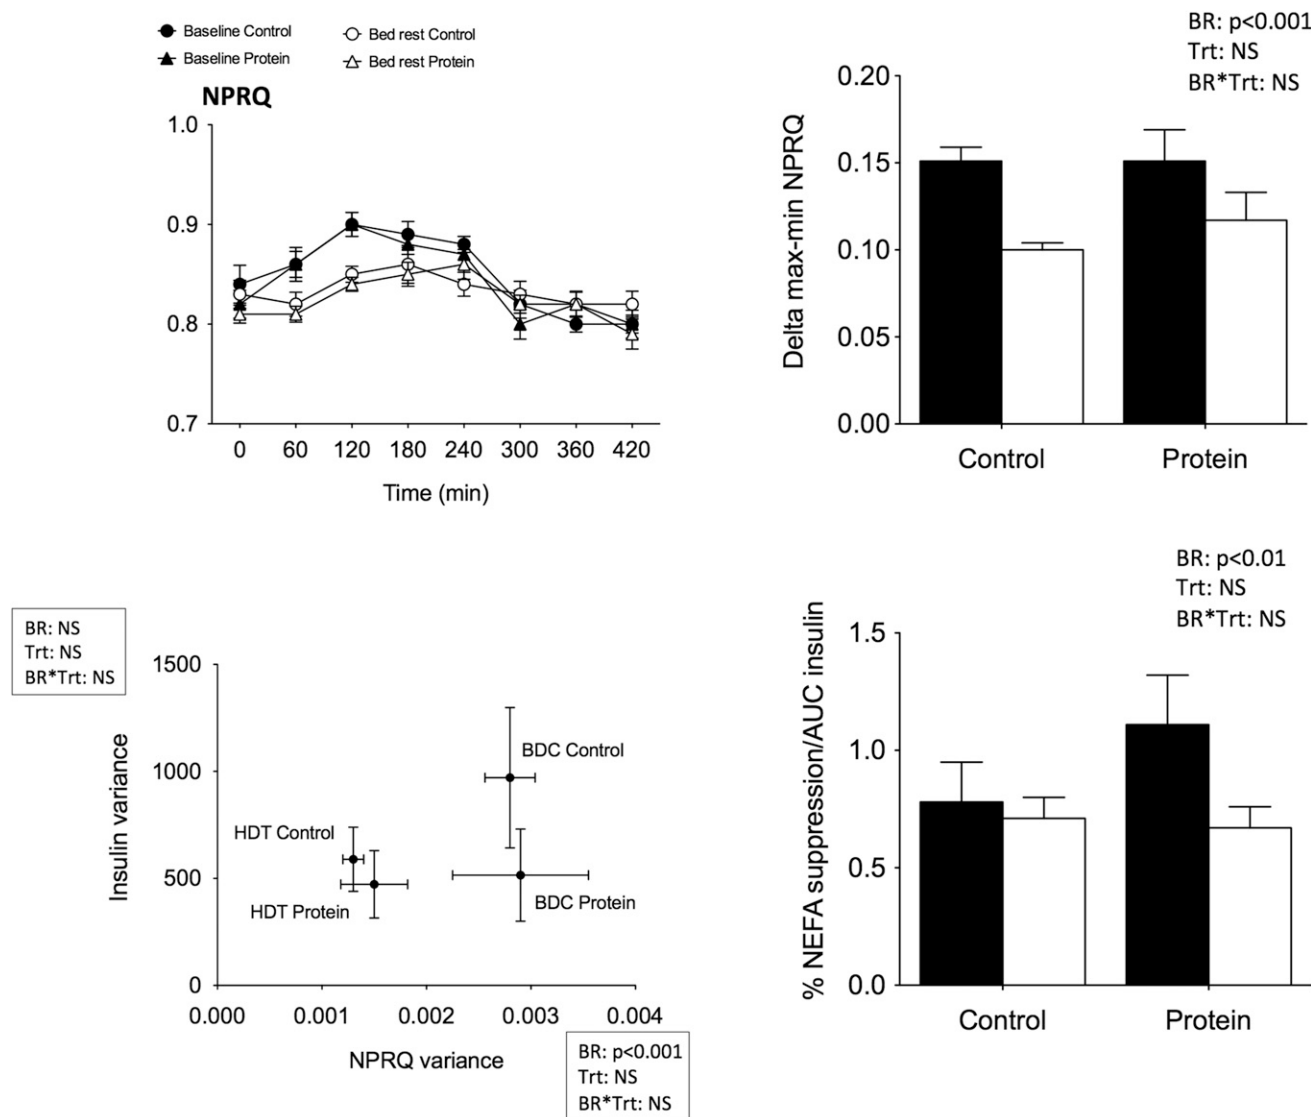 Baseline Control
Bed rest Control
Baseline Protein
Bed rest Protein
NPRQ
1.0
0.9
0.8
0.7
0 60 120 180 240 300 360 420
Time (min)
BR: p<0.001
Trt: NS
BR*Trt: NS
Delta max-min NPRQ
0.20
0.15
0.10
0.05
0.00
Control Protein
BR: NS
Trt: NS
BR*Trt: NS
Insulin variance
1500
1000
500
0
BDC Control
HDT Control
HDT Protein
BDC Protein
0.000 0.001 0.002 0.003 0.004
NPRQ variance
BR: p<0.001
Trt: NS
BR*Trt: NS
BR: p<0.01
Trt: NS
BR*Trt: NS
% NEFA suppression/AUC insulin
1.5
1.0
0.5
0.0
Control Protein